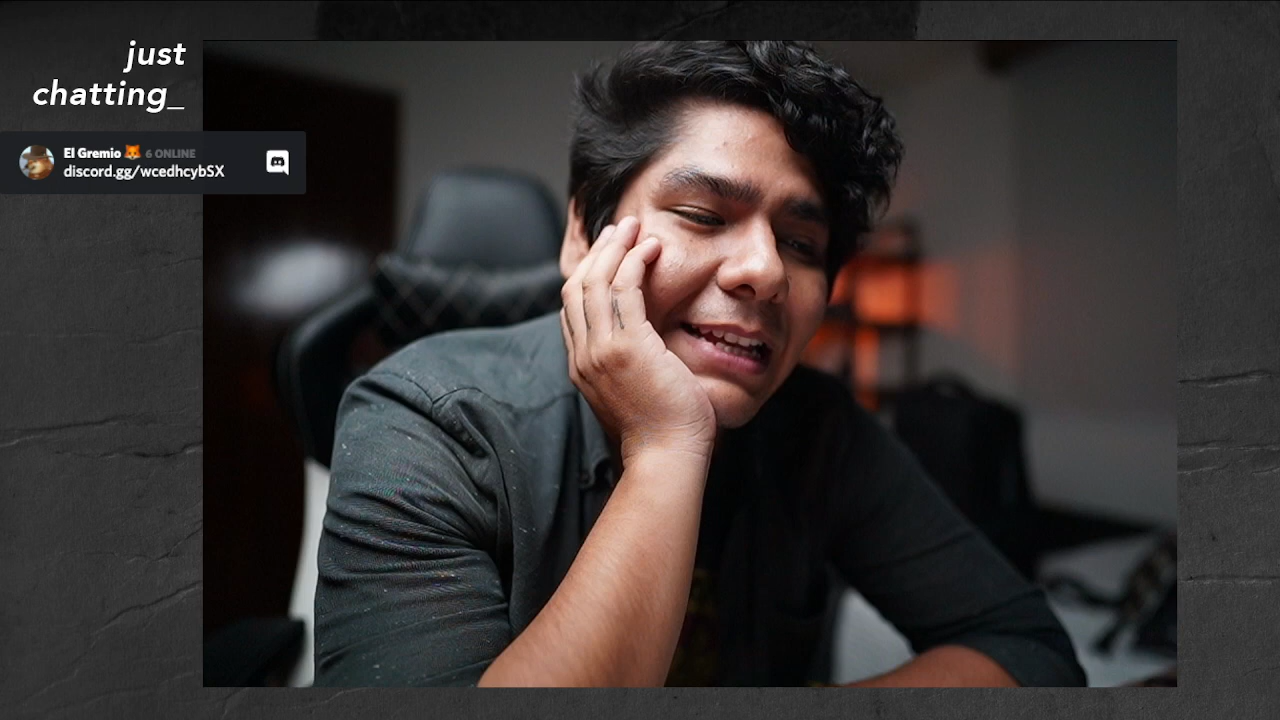 just
chatting_
El Gremio 🦊 6 ONLINE
discord.gg/wcedhcybSX